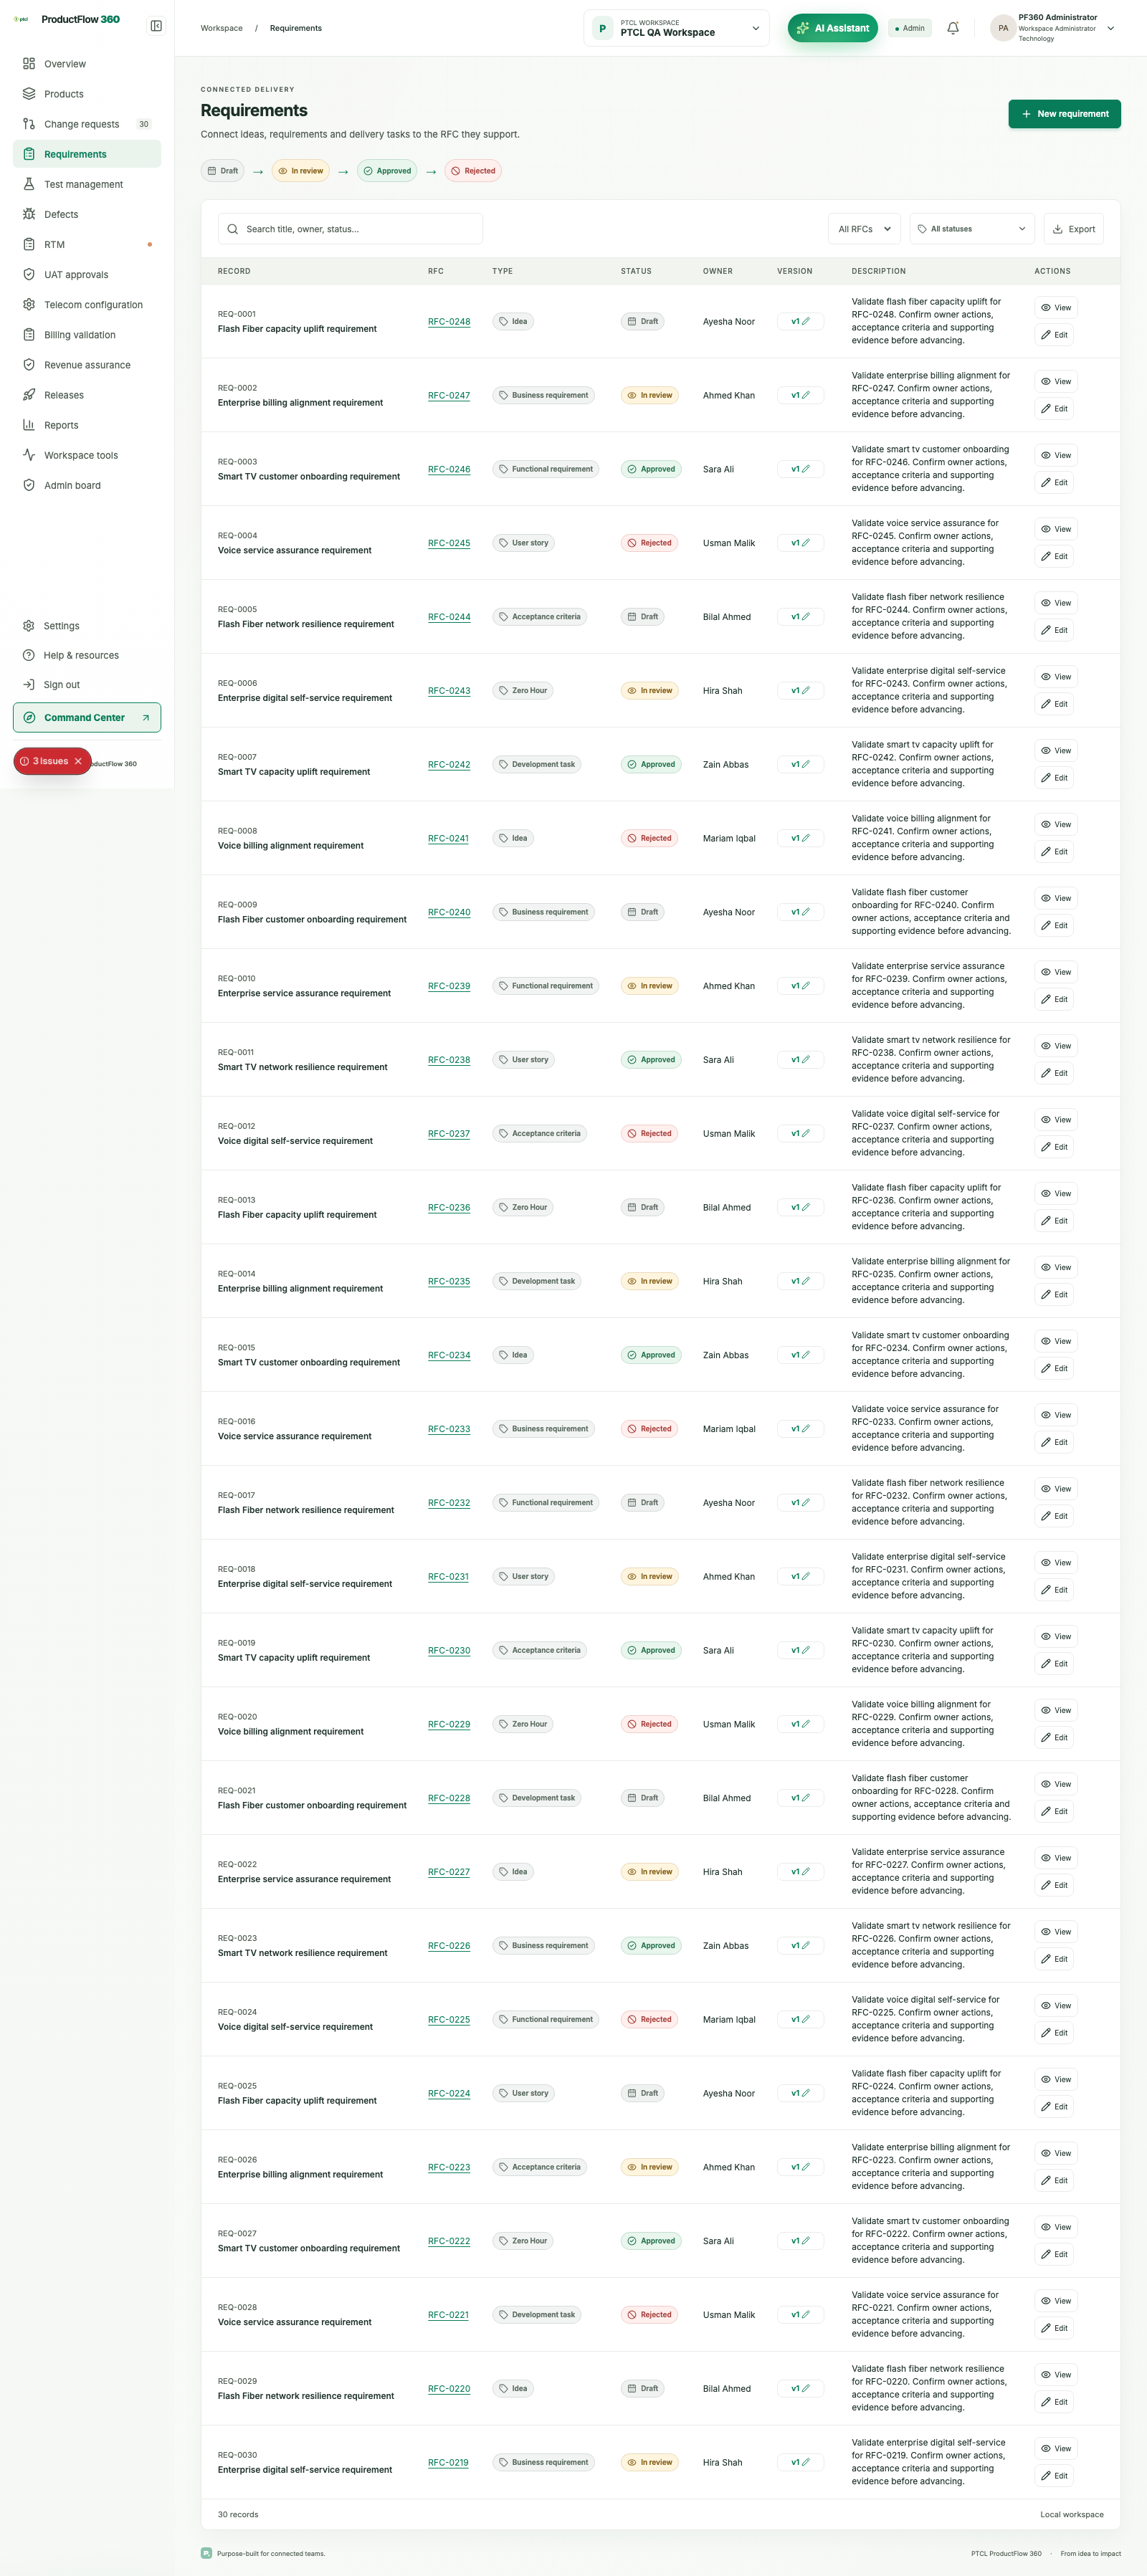 ptcl
ProductFlow 360
Overview
Products
Change requests 30
Requirements
Test management
Defects
RTM
UAT approvals
Telecom configuration
Billing validation
Revenue assurance
Releases
Reports
Workspace tools
Admin board
Settings
Help & resources
Sign out
Command Center
3 Issues
oductFlow 360
Workspace / Requirements
P
PTCL WORKSPACE
PTCL QA Workspace
AI Assistant
Admin
PA
PF360 Administrator
Workspace Administrator
Technology
CONNECTED DELIVERY
Requirements
Connect ideas, requirements and delivery tasks to the RFC they support.
New requirement
Draft → In review → Approved → Rejected
Search title, owner, status...
All RFCs
All statuses
Export
RECORD RFC TYPE STATUS OWNER VERSION DESCRIPTION ACTIONS
REQ-0001
Flash Fiber capacity uplift requirement
RFC-0248 Idea Draft Ayesha Noor v1
Validate flash fiber capacity uplift for
RFC-0248. Confirm owner actions,
acceptance criteria and supporting
evidence before advancing.
View
Edit
REQ-0002
Enterprise billing alignment requirement
RFC-0247 Business requirement In review Ahmed Khan v1
Validate enterprise billing alignment for
RFC-0247. Confirm owner actions,
acceptance criteria and supporting
evidence before advancing.
View
Edit
REQ-0003
Smart TV customer onboarding requirement
RFC-0246 Functional requirement Approved Sara Ali v1
Validate smart tv customer onboarding
for RFC-0246. Confirm owner actions,
acceptance criteria and supporting
evidence before advancing.
View
Edit
REQ-0004
Voice service assurance requirement
RFC-0245 User story Rejected Usman Malik v1
Validate voice service assurance for
RFC-0245. Confirm owner actions,
acceptance criteria and supporting
evidence before advancing.
View
Edit
REQ-0005
Flash Fiber network resilience requirement
RFC-0244 Acceptance criteria Draft Bilal Ahmed v1
Validate flash fiber network resilience
for RFC-0244. Confirm owner actions,
acceptance criteria and supporting
evidence before advancing.
View
Edit
REQ-0006
Enterprise digital self-service requirement
RFC-0243 Zero Hour In review Hira Shah v1
Validate enterprise digital self-service
for RFC-0243. Confirm owner actions,
acceptance criteria and supporting
evidence before advancing.
View
Edit
REQ-0007
Smart TV capacity uplift requirement
RFC-0242 Development task Approved Zain Abbas v1
Validate smart tv capacity uplift for
RFC-0242. Confirm owner actions,
acceptance criteria and supporting
evidence before advancing.
View
Edit
REQ-0008
Voice billing alignment requirement
RFC-0241 Idea Rejected Mariam Iqbal v1
Validate voice billing alignment for
RFC-0241. Confirm owner actions,
acceptance criteria and supporting
evidence before advancing.
View
Edit
REQ-0009
Flash Fiber customer onboarding requirement
RFC-0240 Business requirement Draft Ayesha Noor v1
Validate flash fiber customer
onboarding for RFC-0240. Confirm
owner actions, acceptance criteria and
supporting evidence before advancing.
View
Edit
REQ-0010
Enterprise service assurance requirement
RFC-0239 Functional requirement In review Ahmed Khan v1
Validate enterprise service assurance
for RFC-0239. Confirm owner actions,
acceptance criteria and supporting
evidence before advancing.
View
Edit
REQ-0011
Smart TV network resilience requirement
RFC-0238 User story Approved Sara Ali v1
Validate smart tv network resilience for
RFC-0238. Confirm owner actions,
acceptance criteria and supporting
evidence before advancing.
View
Edit
REQ-0012
Voice digital self-service requirement
RFC-0237 Acceptance criteria Rejected Usman Malik v1
Validate voice digital self-service for
RFC-0237. Confirm owner actions,
acceptance criteria and supporting
evidence before advancing.
View
Edit
REQ-0013
Flash Fiber capacity uplift requirement
RFC-0236 Zero Hour Draft Bilal Ahmed v1
Validate flash fiber capacity uplift for
RFC-0236. Confirm owner actions,
acceptance criteria and supporting
evidence before advancing.
View
Edit
REQ-0014
Enterprise billing alignment requirement
RFC-0235 Development task In review Hira Shah v1
Validate enterprise billing alignment for
RFC-0235. Confirm owner actions,
acceptance criteria and supporting
evidence before advancing.
View
Edit
REQ-0015
Smart TV customer onboarding requirement
RFC-0234 Idea Approved Zain Abbas v1
Validate smart tv customer onboarding
for RFC-0234. Confirm owner actions,
acceptance criteria and supporting
evidence before advancing.
View
Edit
REQ-0016
Voice service assurance requirement
RFC-0233 Business requirement Rejected Mariam Iqbal v1
Validate voice service assurance for
RFC-0233. Confirm owner actions,
acceptance criteria and supporting
evidence before advancing.
View
Edit
REQ-0017
Flash Fiber network resilience requirement
RFC-0232 Functional requirement Draft Ayesha Noor v1
Validate flash fiber network resilience
for RFC-0232. Confirm owner actions,
acceptance criteria and supporting
evidence before advancing.
View
Edit
REQ-0018
Enterprise digital self-service requirement
RFC-0231 User story In review Ahmed Khan v1
Validate enterprise digital self-service
for RFC-0231. Confirm owner actions,
acceptance criteria and supporting
evidence before advancing.
View
Edit
REQ-0019
Smart TV capacity uplift requirement
RFC-0230 Acceptance criteria Approved Sara Ali v1
Validate smart tv capacity uplift for
RFC-0230. Confirm owner actions,
acceptance criteria and supporting
evidence before advancing.
View
Edit
REQ-0020
Voice billing alignment requirement
RFC-0229 Zero Hour Rejected Usman Malik v1
Validate voice billing alignment for
RFC-0229. Confirm owner actions,
acceptance criteria and supporting
evidence before advancing.
View
Edit
REQ-0021
Flash Fiber customer onboarding requirement
RFC-0228 Development task Draft Bilal Ahmed v1
Validate flash fiber customer
onboarding for RFC-0228. Confirm
owner actions, acceptance criteria and
supporting evidence before advancing.
View
Edit
REQ-0022
Enterprise service assurance requirement
RFC-0227 Idea In review Hira Shah v1
Validate enterprise service assurance
for RFC-0227. Confirm owner actions,
acceptance criteria and supporting
evidence before advancing.
View
Edit
REQ-0023
Smart TV network resilience requirement
RFC-0226 Business requirement Approved Zain Abbas v1
Validate smart tv network resilience for
RFC-0226. Confirm owner actions,
acceptance criteria and supporting
evidence before advancing.
View
Edit
REQ-0024
Voice digital self-service requirement
RFC-0225 Functional requirement Rejected Mariam Iqbal v1
Validate voice digital self-service for
RFC-0225. Confirm owner actions,
acceptance criteria and supporting
evidence before advancing.
View
Edit
REQ-0025
Flash Fiber capacity uplift requirement
RFC-0224 User story Draft Ayesha Noor v1
Validate flash fiber capacity uplift for
RFC-0224. Confirm owner actions,
acceptance criteria and supporting
evidence before advancing.
View
Edit
REQ-0026
Enterprise billing alignment requirement
RFC-0223 Acceptance criteria In review Ahmed Khan v1
Validate enterprise billing alignment for
RFC-0223. Confirm owner actions,
acceptance criteria and supporting
evidence before advancing.
View
Edit
REQ-0027
Smart TV customer onboarding requirement
RFC-0222 Zero Hour Approved Sara Ali v1
Validate smart tv customer onboarding
for RFC-0222. Confirm owner actions,
acceptance criteria and supporting
evidence before advancing.
View
Edit
REQ-0028
Voice service assurance requirement
RFC-0221 Development task Rejected Usman Malik v1
Validate voice service assurance for
RFC-0221. Confirm owner actions,
acceptance criteria and supporting
evidence before advancing.
View
Edit
REQ-0029
Flash Fiber network resilience requirement
RFC-0220 Idea Draft Bilal Ahmed v1
Validate flash fiber network resilience
for RFC-0220. Confirm owner actions,
acceptance criteria and supporting
evidence before advancing.
View
Edit
REQ-0030
Enterprise digital self-service requirement
RFC-0219 Business requirement In review Hira Shah v1
Validate enterprise digital self-service
for RFC-0219. Confirm owner actions,
acceptance criteria and supporting
evidence before advancing.
View
Edit
30 records
Local workspace
P.
Purpose-built for connected teams.
PTCL ProductFlow 360 · From idea to impact